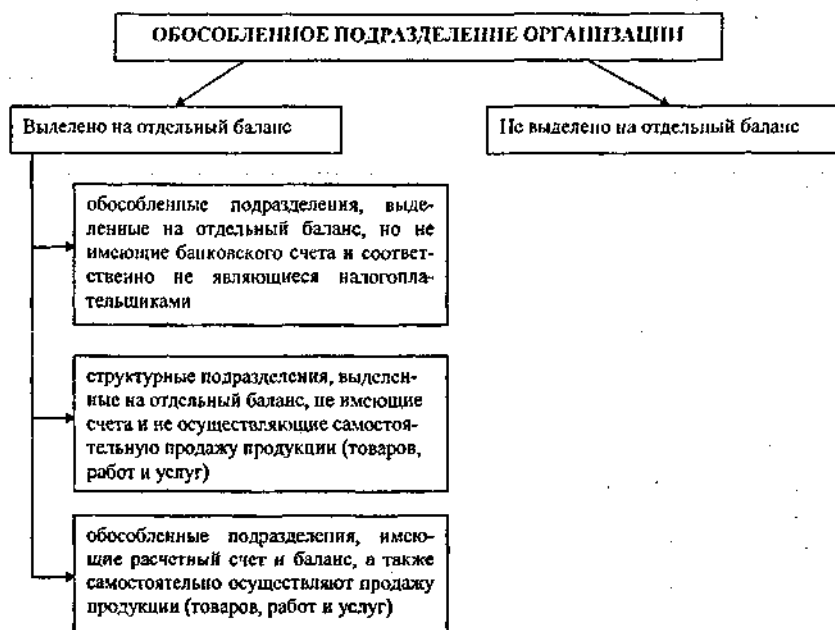 ОБОСОБЛЕННОЕ ПОДРАЗДЕЛЕНИЕ ОРГАНИЗАЦИИ
Выделено на отдельный баланс
Не выделено на отдельный баланс
обособленные подразделения, выде-
ленные на отдельный баланс, но не
имеющие банковского счета и соответ-
ственно не являющиеся налогопла-
тельщиками
структурные подразделения, выделен-
ные на отдельный баланс, не имеющие
счета и не осуществляющие самостоя-
тельную продажу продукции (товаров,
работ и услуг)
обособленные подразделения, имею-
щие расчетный счет и баланс, а также
самостоятельно осуществляют продажу
продукции (товаров, работ и услуг)